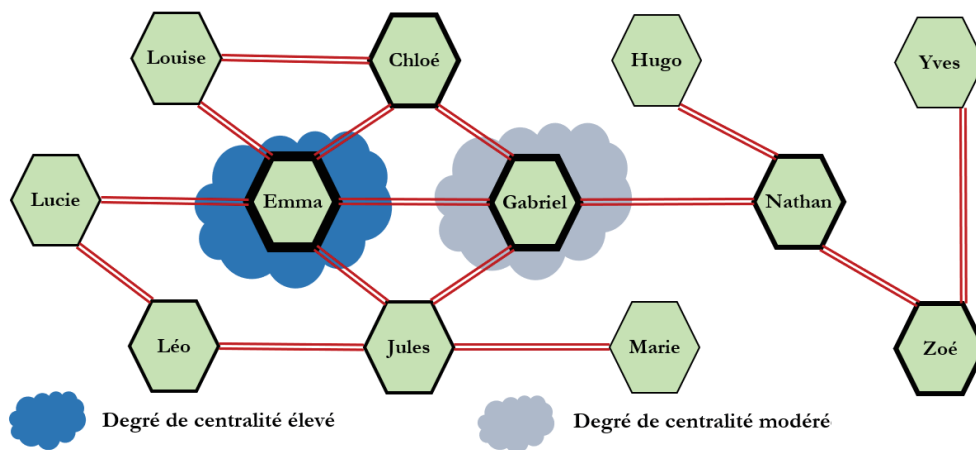 Louise
Chloé
Hugo
Yves
Lucie
Emma
Gabriel
Nathan
Léo
Jules
Marie
Zoé
Degré de centralité élevé
Degré de centralité modéré